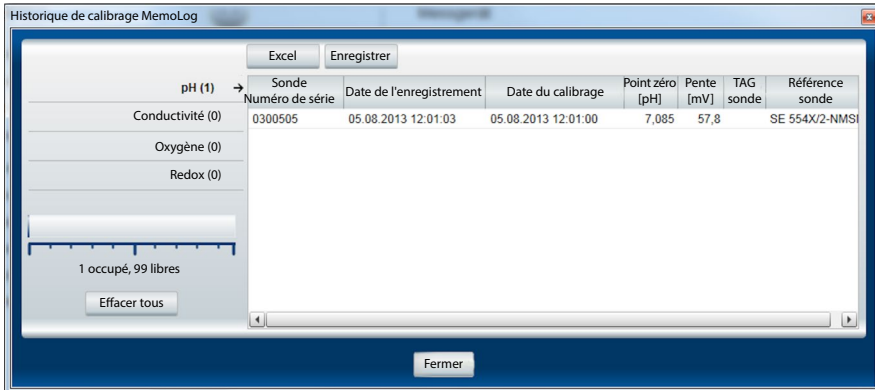 Historique de calibrage MemoLog
Excel
Enregistrer
pH (1)
Conductivité (0)
Oxygène (0)
Redox (0)
1 occupé, 99 libres
Effacer tous
Sonde Numéro de série
Date de l'enregistrement
Date du calibrage
Point zéro [pH]
Pente [mV]
TAG sonde
Référence sonde
0300505 05.08.2013 12:01:03 05.08.2013 12:01:00 7,085 57,8 SE 554X/2-NMSI
Fermer